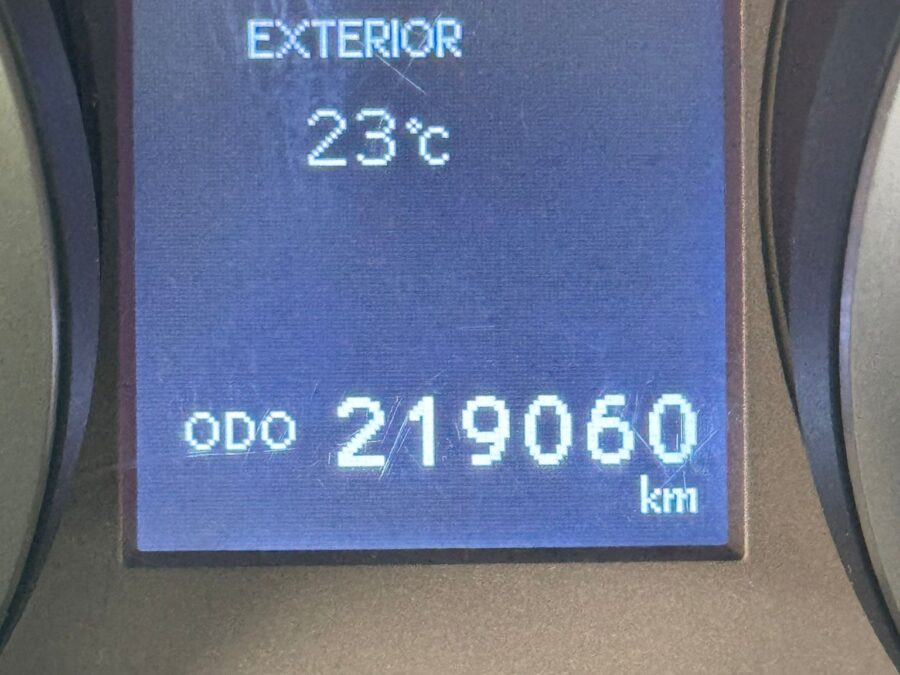 EXTERIOR
23°C
ODO 219060
km